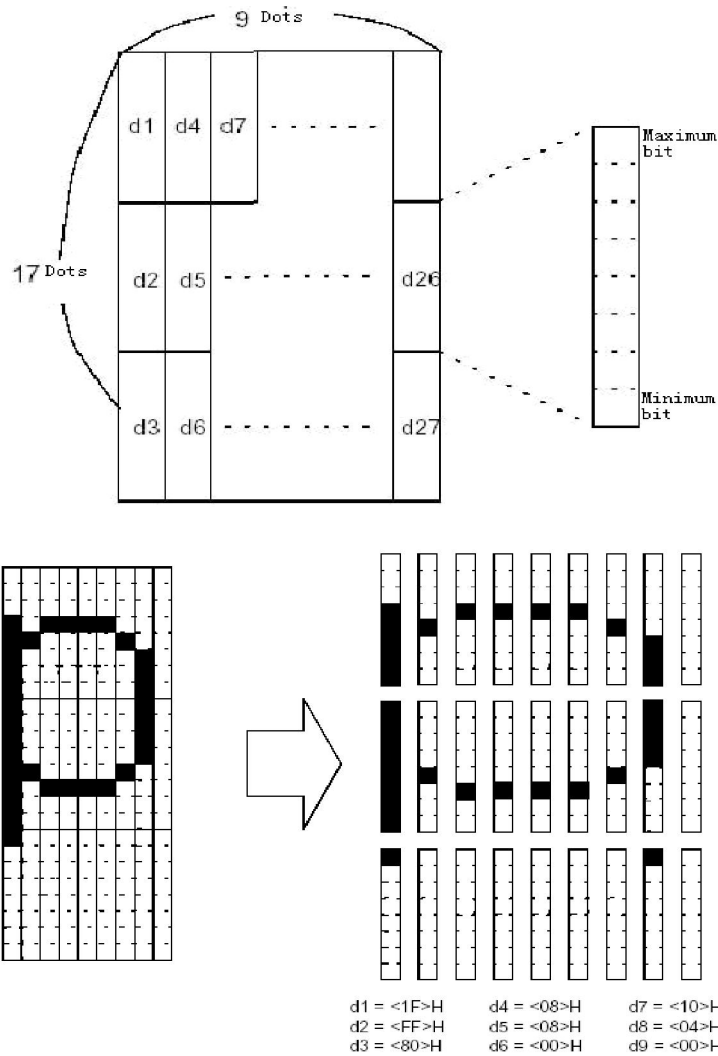 9 Dots
d1 d4 d7
Maximum
bit
17 Dots
d2 d5 d26
Minimum
bit
d3 d6 d27
d1 = <1F>H d4 = <08>H d7 = <10>H
d2 = <FF>H d5 = <08>H d8 = <04>H
d3 = <80>H d6 = <00>H d9 = <00>H